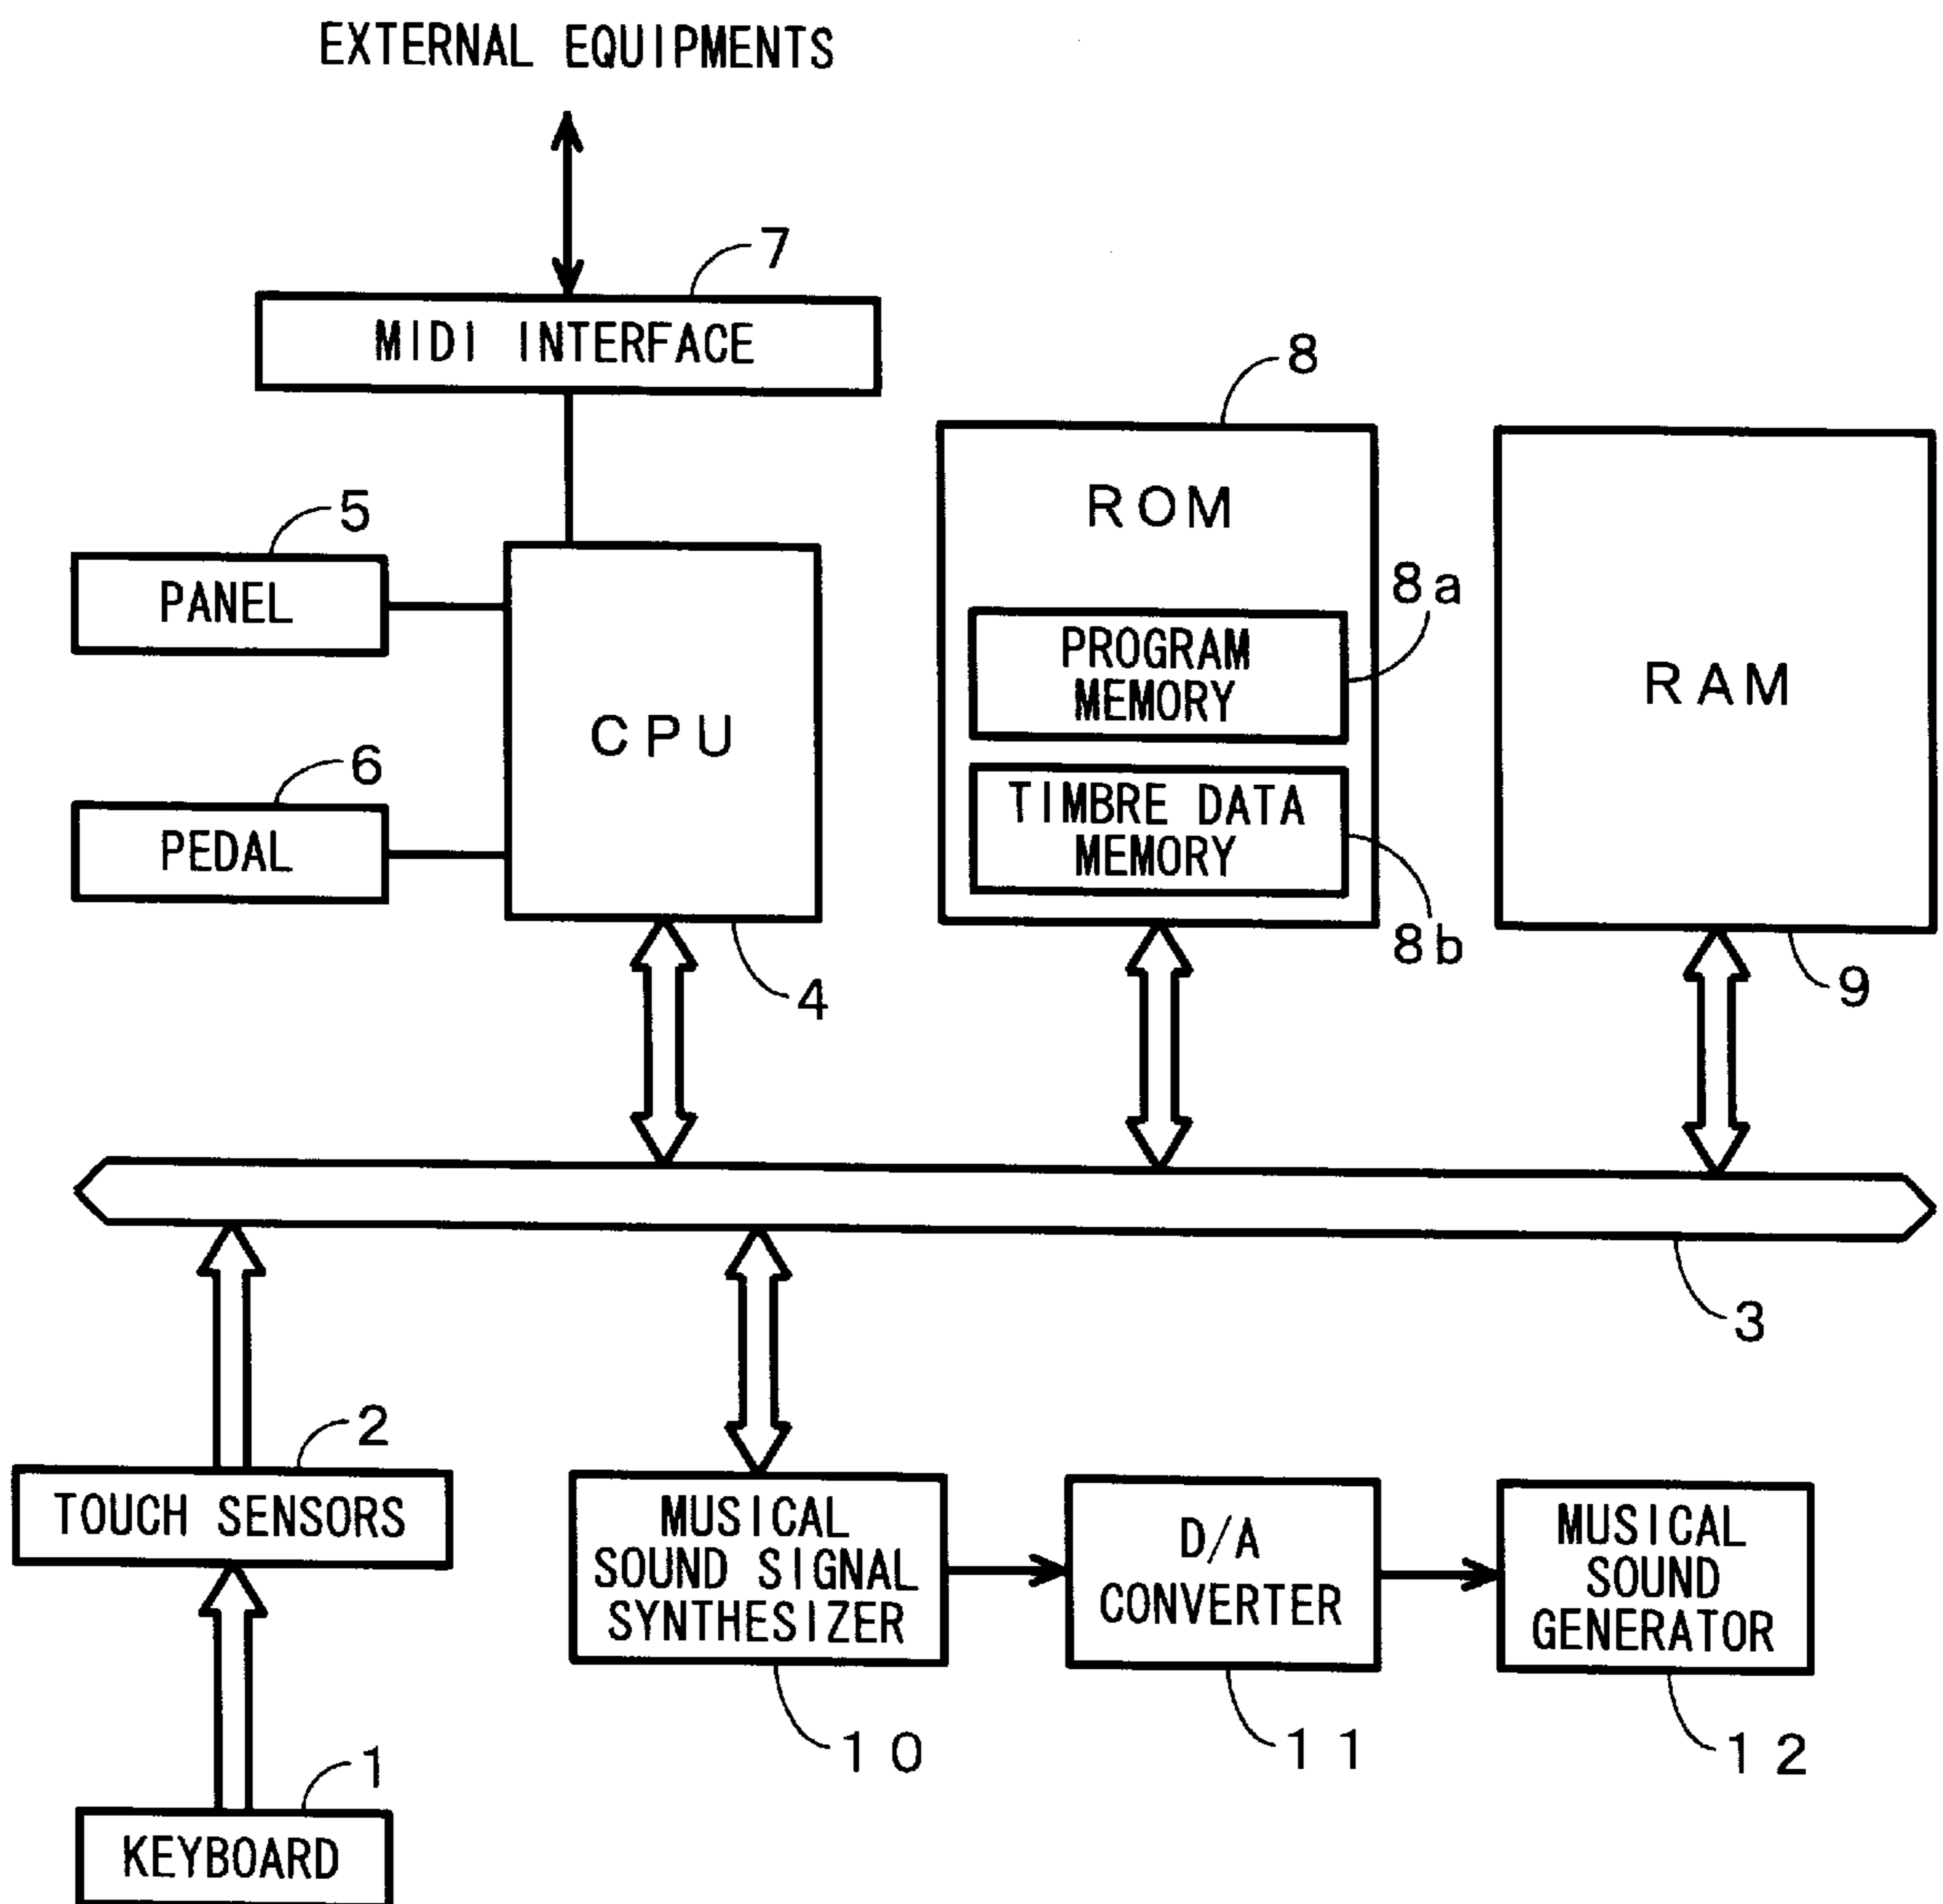 EXTERNAL EQUIPMENTS
7
MIDI INTERFACE
8
ROM
5
PANEL
8a
PROGRAM
MEMORY
RAM
CPU
6
PEDAL
TIMBRE DATA
MEMORY
8b
4
9
3
2
TOUCH SENSORS
MUSICAL
SOUND SIGNAL
SYNTHESIZER
D/A
CONVERTER
MUSICAL
SOUND
GENERATOR
10
11
12
1
KEYBOARD